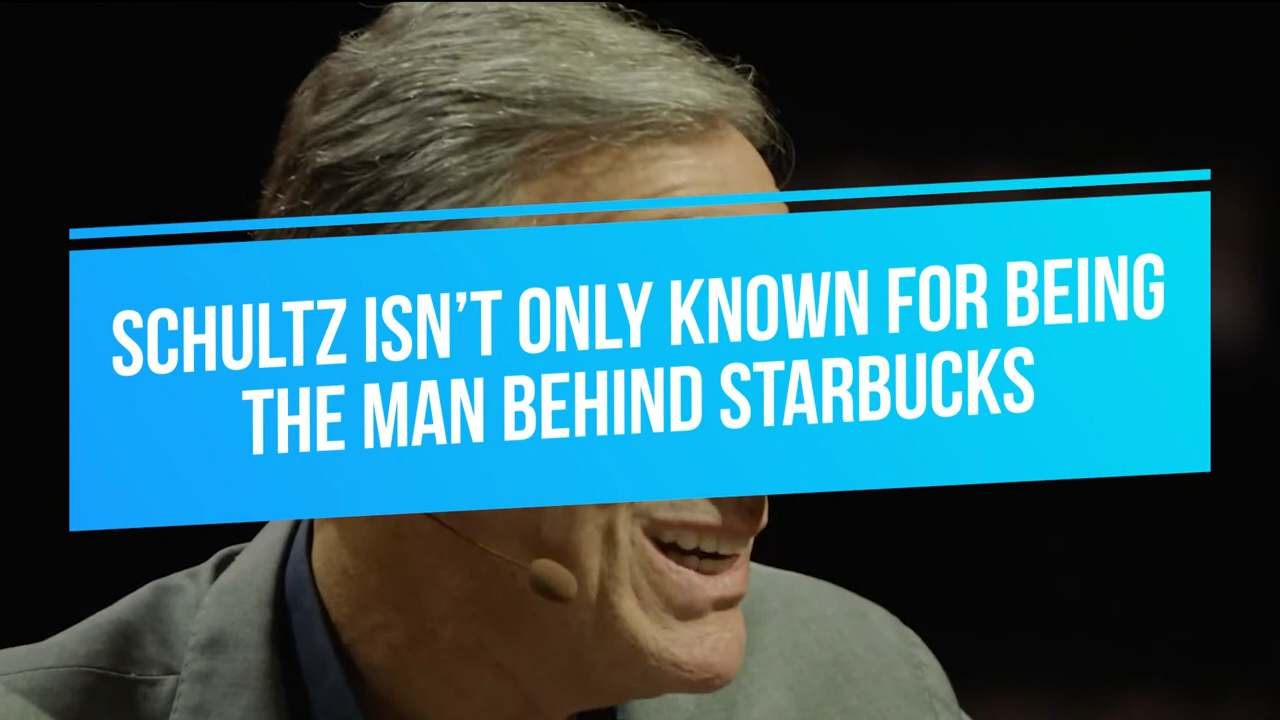 SCHULTZ ISN’T ONLY KNOWN FOR BEING
THE MAN BEHIND STARBUCKS